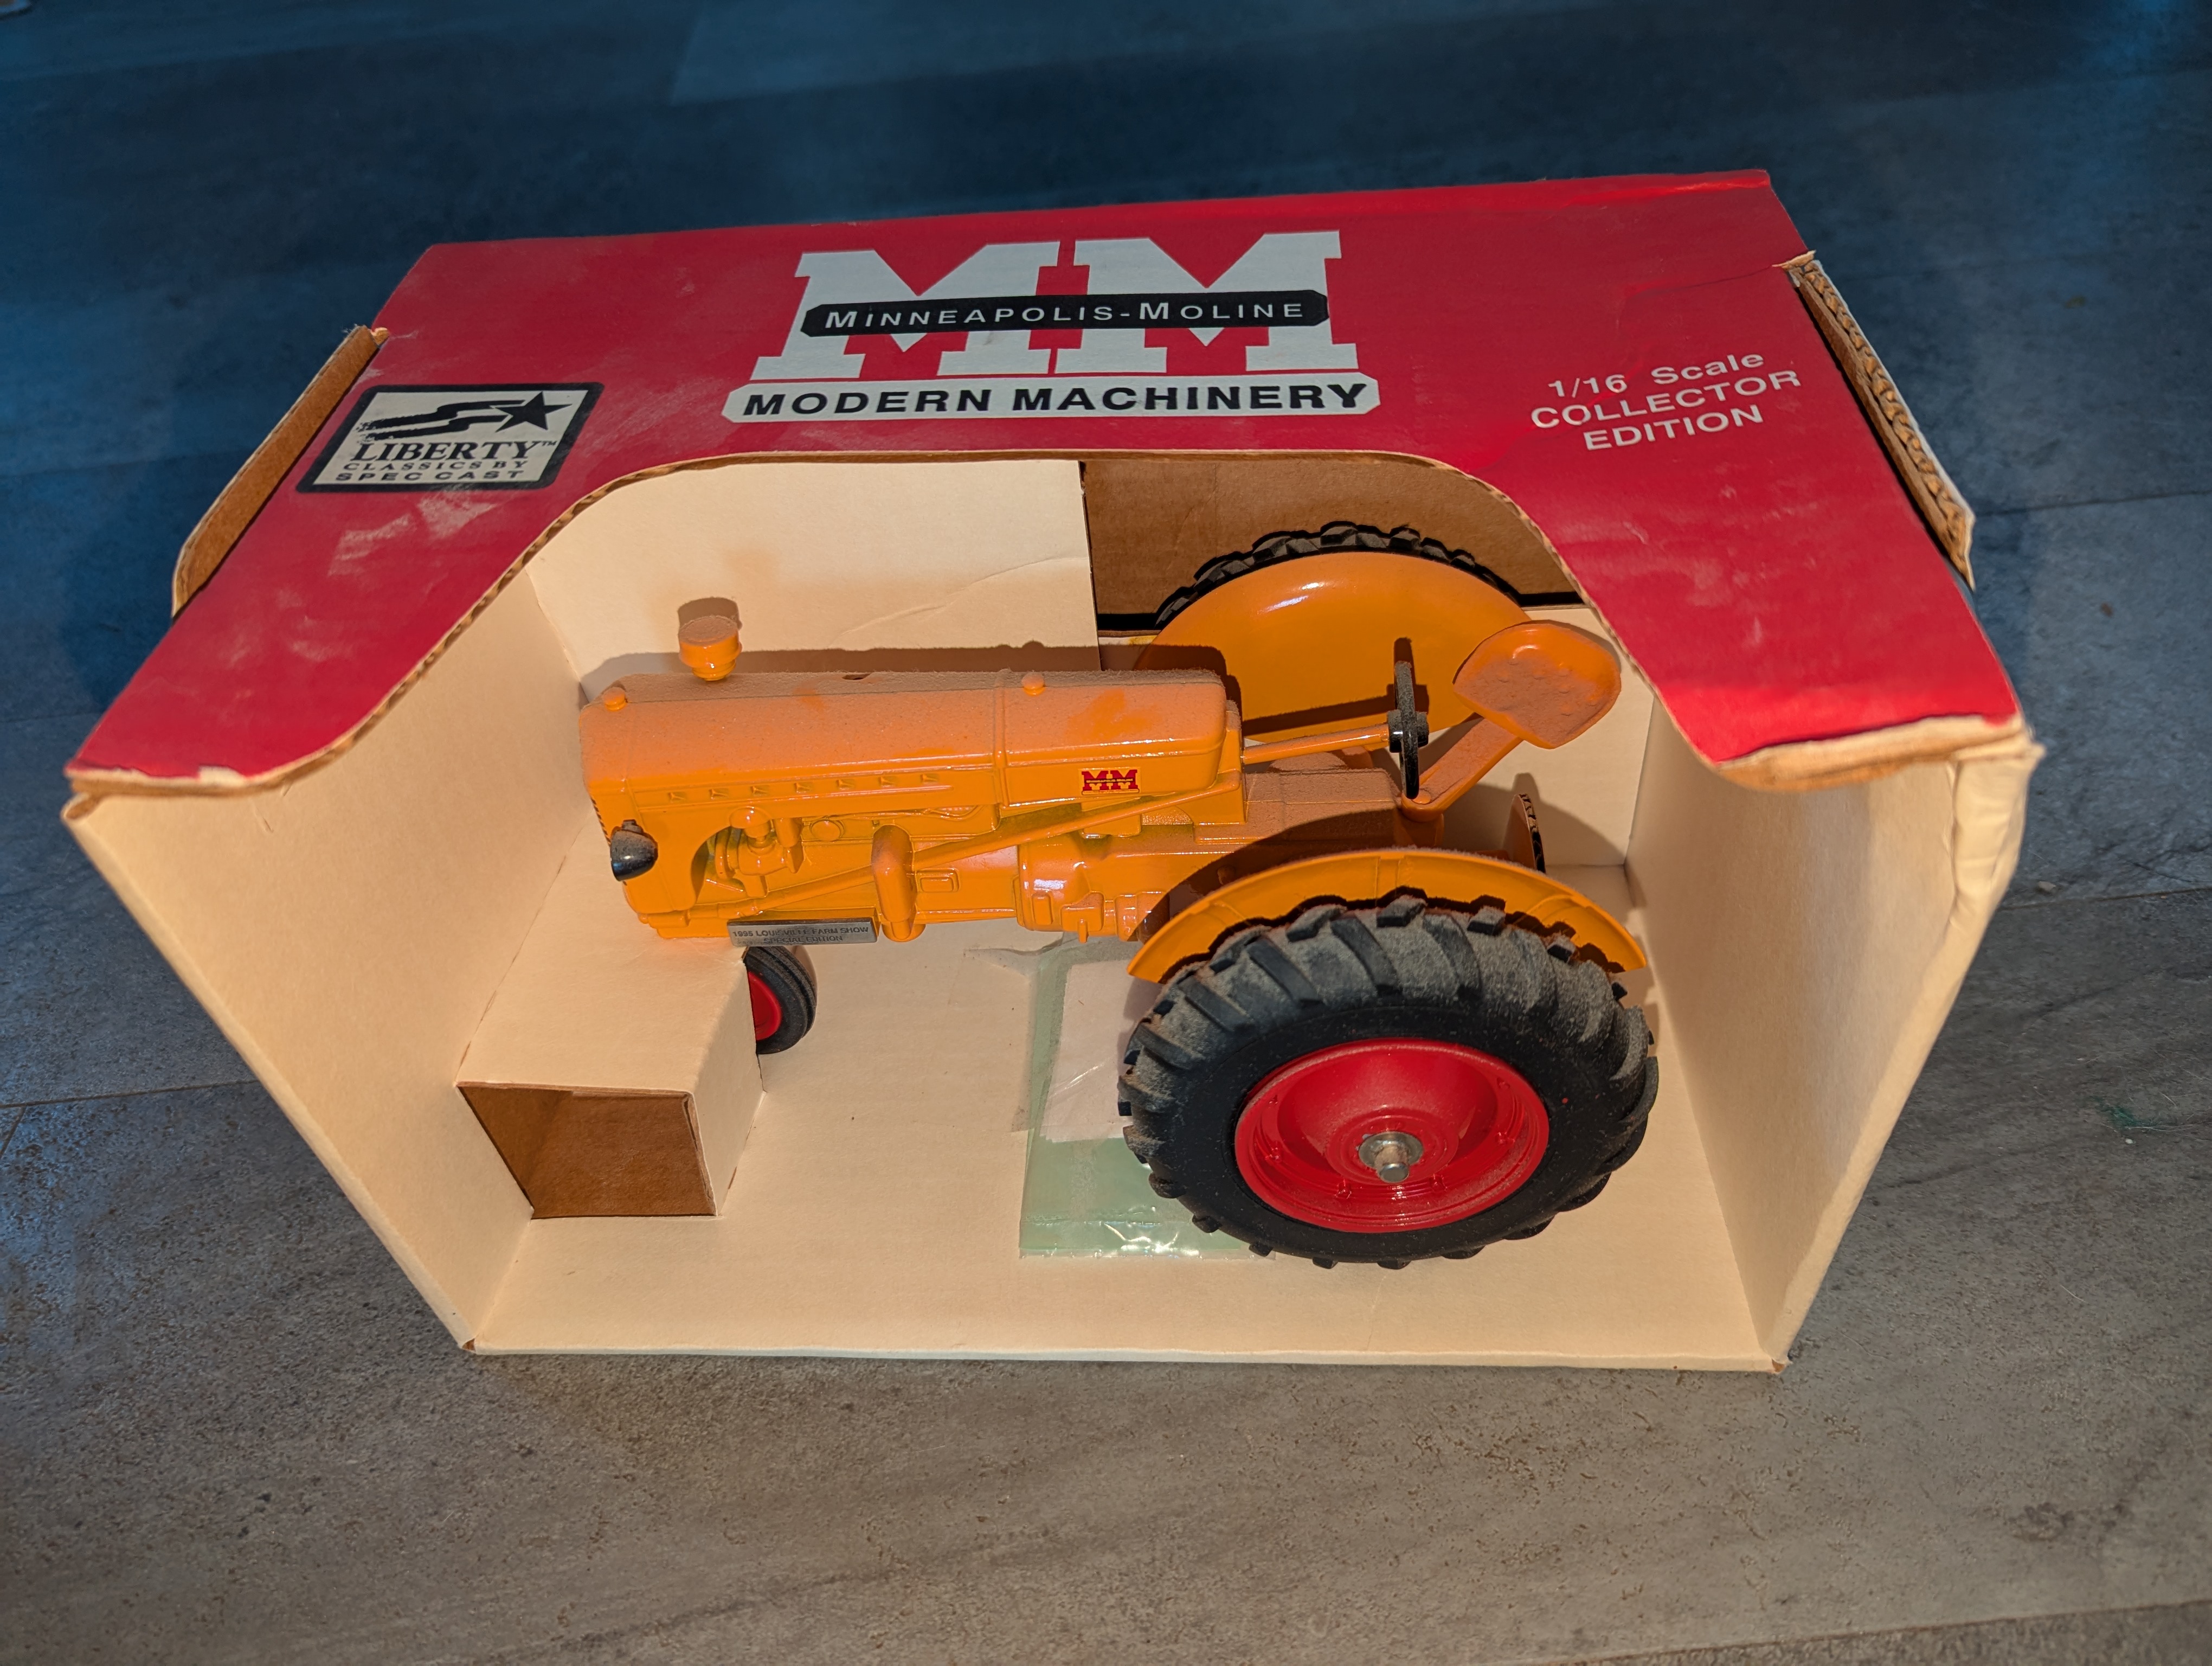 MM
MINNEAPOLIS-MOLINE
MODERN MACHINERY
1/16 Scale
COLLECTOR
EDITION
LIBERTY™
CLASSICS BY
SPEC CAST
MM
1995 LOUISVILLE FARM SHOW
SPECIAL EDITION